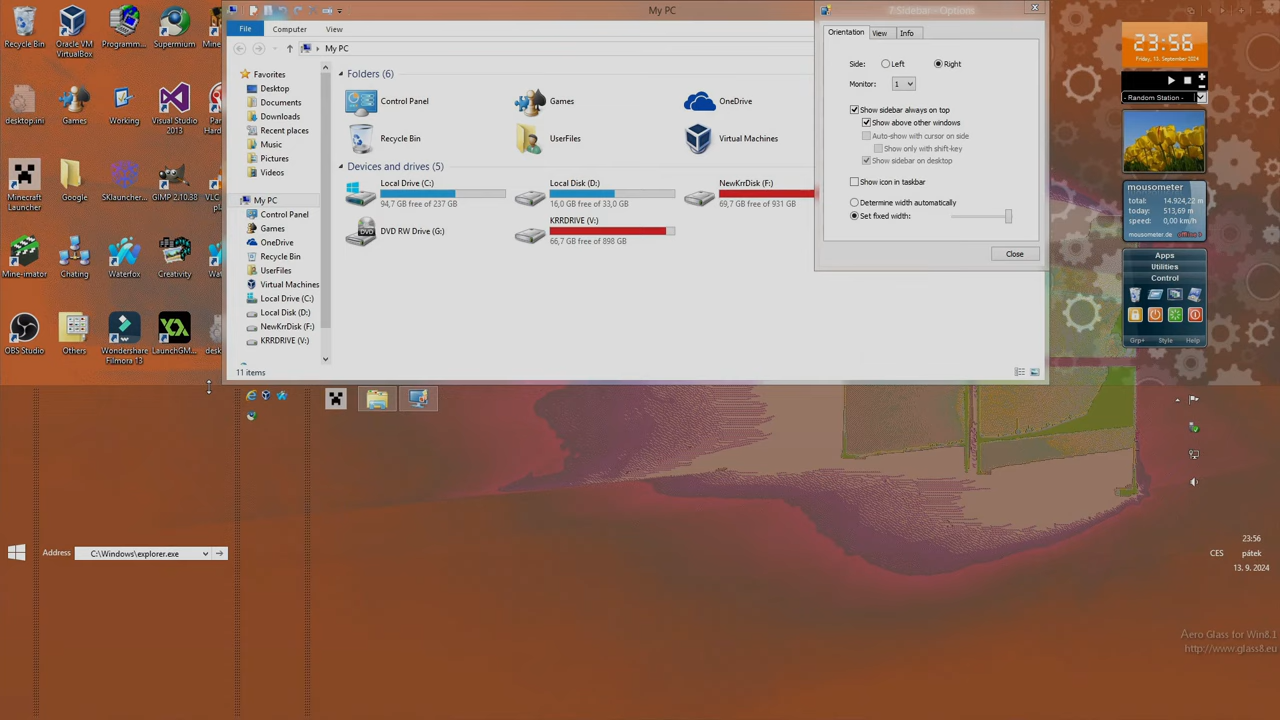 My PC
File
Computer
View
My PC
Favorites
Desktop
Documents
Downloads
Recent places
Music
Pictures
Videos
My PC
Control Panel
Games
OneDrive
Recycle Bin
UserFiles
Virtual Machines
Local Drive (C:)
Local Disk (D:)
NewKrrDisk (F:)
KRRDRIVE (V:)
Folders (6)
Control Panel
Games
OneDrive
Recycle Bin
UserFiles
Virtual Machines
Devices and drives (5)
Local Drive (C:)
94,7 GB free of 237 GB
Local Disk (D:)
16,0 GB free of 33,0 GB
NewKrrDisk (F:)
69,7 GB free of 931 GB
DVD RW Drive (G:)
KRRDRIVE (V:)
66,7 GB free of 898 GB
11 items
7 Sidebar - Options
Orientation
View
Info
Side:
Left
Right
Monitor:
1
Show sidebar always on top
Show above other windows
Auto-show with cursor on side
Show only with shift-key
Show sidebar on desktop
Show icon in taskbar
Determine width automatically
Set fixed width:
Close
Recycle Bin
Oracle VM
VirtualBox
Programm...
Supermium
desktop.ini
Games
Working
Visual Studio
2013
Minecraft
Launcher
Google
SKlauncher...
GIMP 2.10.38
Mine-imator
Chating
Waterfox
Creativity
OBS Studio
Others
Wondershare
Filmora 13
LaunchGM...
23:56
Friday, 13. September 2024
- Random Station -
mousometer
total: 14.924,22 m
today: 513,69 m
speed: 0,00 km/h
mousometer.de
Apps
Utilities
Control
Grp+
Style
Help
Address
C:\Windows\explorer.exe
23:56
CES
pátek
13. 9. 2024
Aero Glass for Win8.1
http://www.glass8.eu